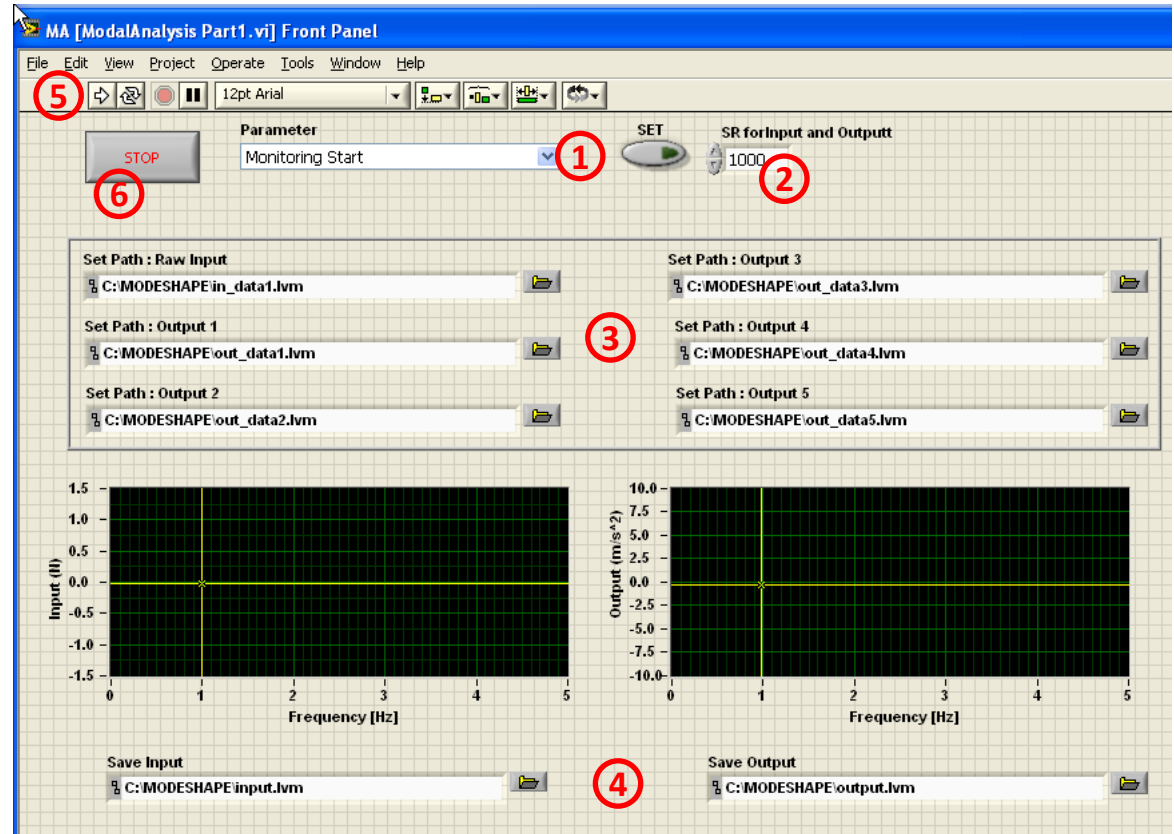 MA [ModalAnalysis Part1.vi] Front Panel
File Edit View Project Operate Tools Window Help
5 12pt Arial
Parameter SET SR forInput and Outputt
STOP Monitoring Start 1 1000
6 2
Set Path : Raw Input Set Path : Output 3
C:\MODESHAPE\in_data1.lvm C:\MODESHAPE\out_data3.lvm
Set Path : Output 1 3 Set Path : Output 4
C:\MODESHAPE\out_data1.lvm C:\MODESHAPE\out_data4.lvm
Set Path : Output 2 Set Path : Output 5
C:\MODESHAPE\out_data2.lvm C:\MODESHAPE\out_data5.lvm
Input (N)
1.5
1.0
0.5
0.0
-0.5
-1.0
-1.5
0 1 2 3 4 5
Frequency [Hz]
Output (m/s^2)
10.0
7.5
5.0
2.5
0.0
-2.5
-5.0
-7.5
-10.0
0 1 2 3 4 5
Frequency [Hz]
Save Input 4 Save Output
C:\MODESHAPE\input.lvm C:\MODESHAPE\output.lvm